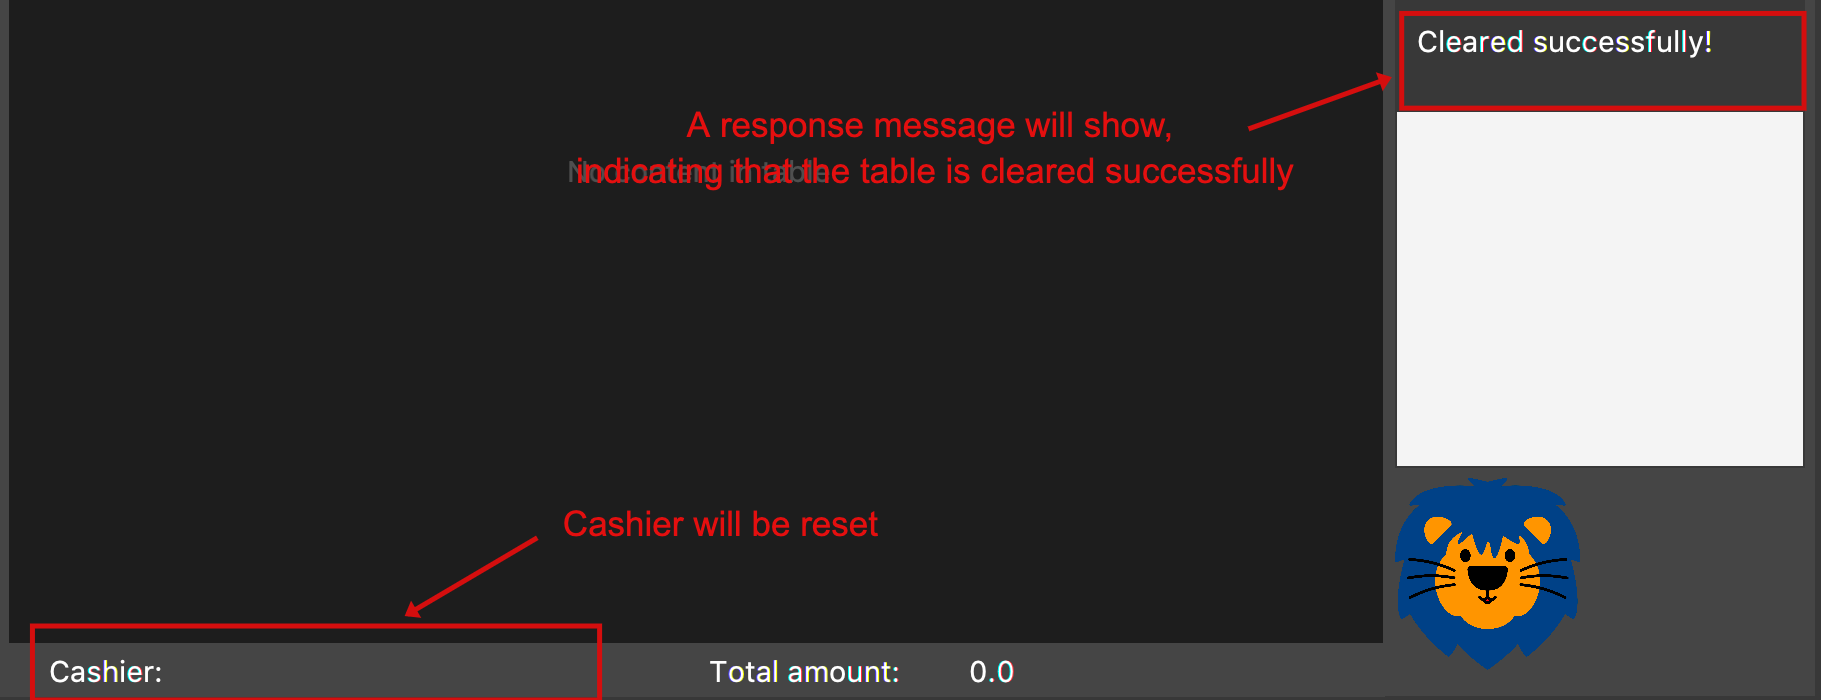 Cleared successfully!
A response message will show,
indicating that the table is cleared successfully
No content in table
Cashier will be reset
Cashier:
Total amount: 0.0